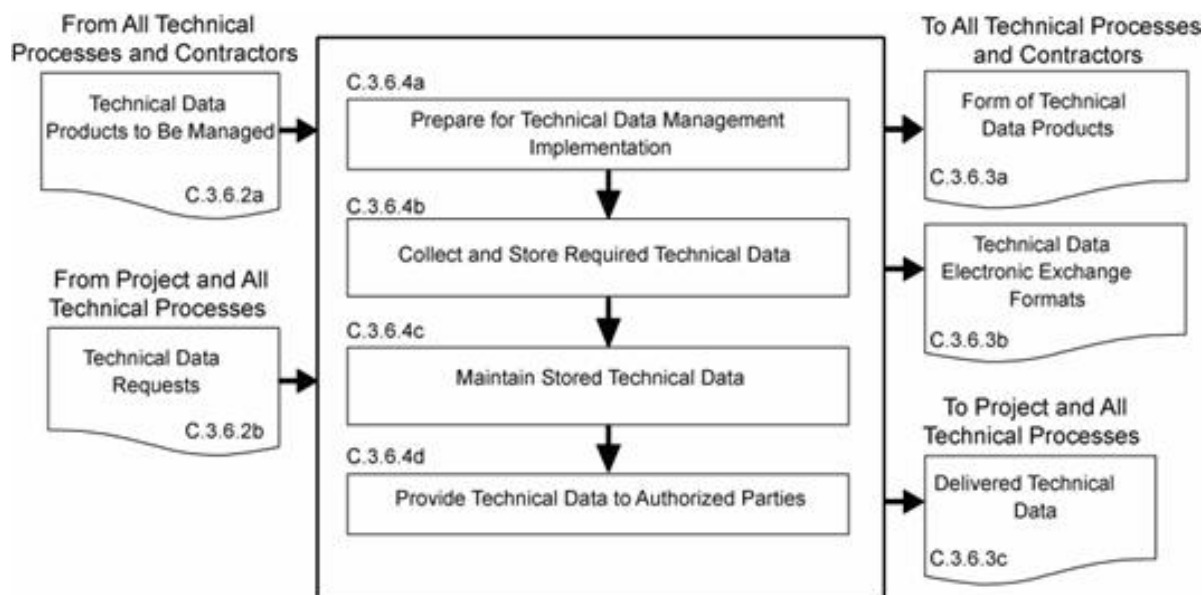 From All Technical
Processes and Contractors
Technical Data
Products to Be Managed
C.3.6.2a
From Project and All
Technical Processes
Technical Data
Requests
C.3.6.2b
C.3.6.4a
Prepare for Technical Data Management
Implementation
C.3.6.4b
Collect and Store Required Technical Data
C.3.6.4c
Maintain Stored Technical Data
C.3.6.4d
Provide Technical Data to Authorized Parties
To All Technical Processes
and Contractors
Form of Technical
Data Products
C.3.6.3a
Technical Data
Electronic Exchange
Formats
C.3.6.3b
To Project and All
Technical Processes
Delivered Technical
Data
C.3.6.3c